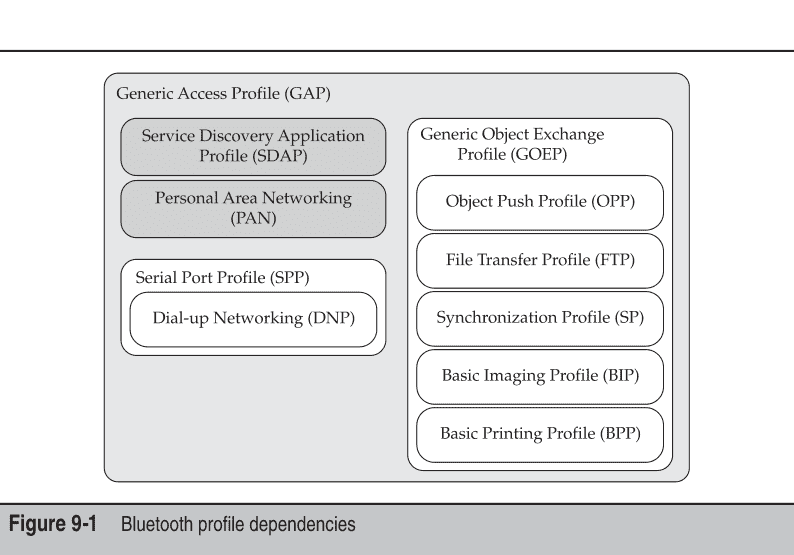 Generic Access Profile (GAP)
Service Discovery Application
Profile (SDAP)
Personal Area Networking
(PAN)
Serial Port Profile (SPP)
Dial-up Networking (DNP)
Generic Object Exchange
Profile (GOEP)
Object Push Profile (OPP)
File Transfer Profile (FTP)
Synchronization Profile (SP)
Basic Imaging Profile (BIP)
Basic Printing Profile (BPP)
Figure 9-1 Bluetooth profile dependencies